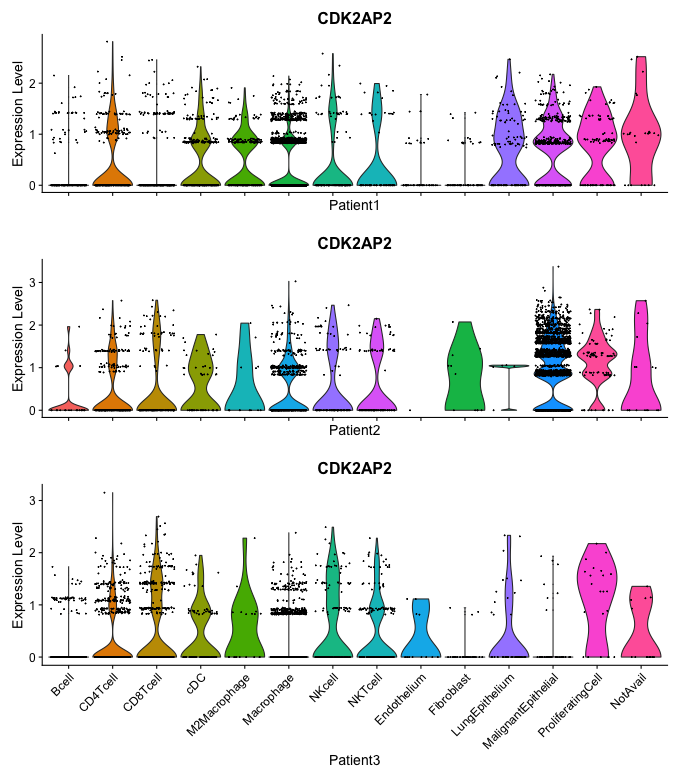 CDK2AP2
Expression Level
2
1
0
Patient1
CDK2AP2
Expression Level
3
2
1
0
Patient2
CDK2AP2
Expression Level
3
2
1
0
Bcell
CD4Tcell
CD8Tcell
cDC
M2Macrophage
Macrophage
NKcell
NKTcell
Endothelium
Fibroblast
LungEpithelium
MalignantEpithelial
ProliferatingCell
NotAvail
Patient3